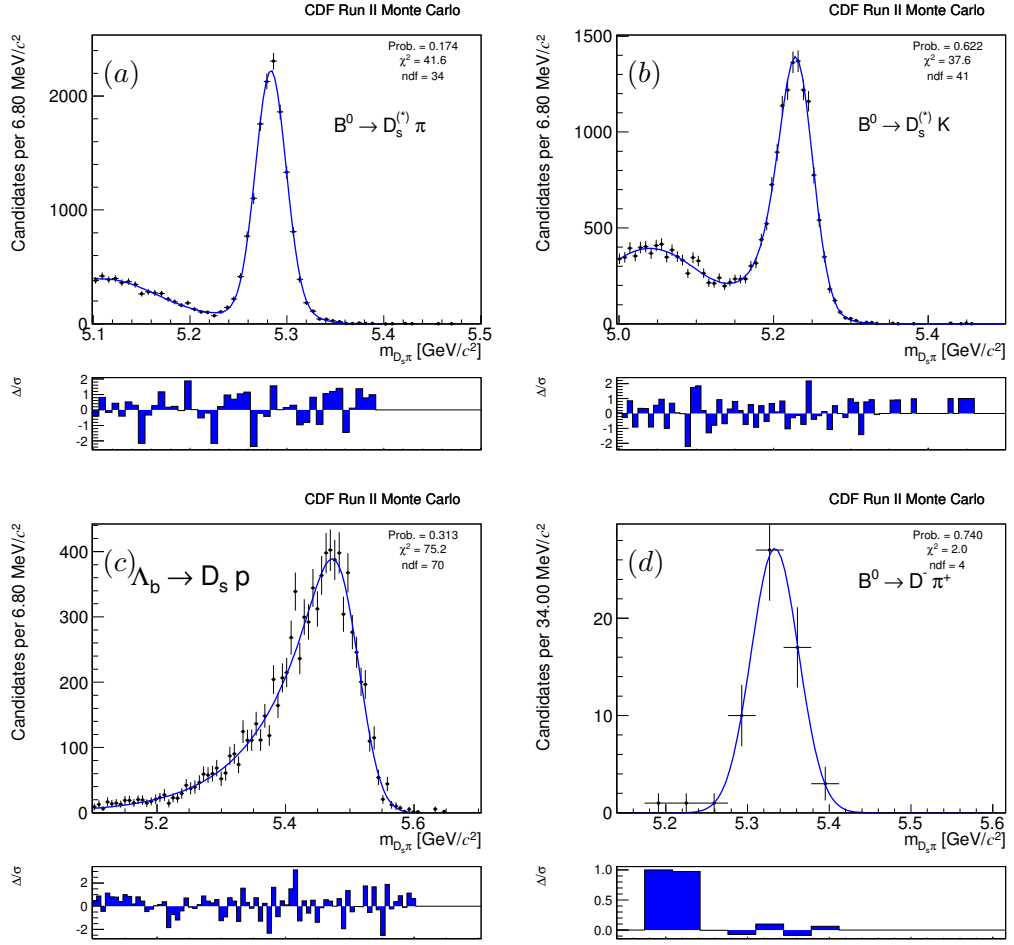 CDF Run II Monte Carlo
(a)
Prob. = 0.174
χ² = 41.6
ndf = 34
B⁰ → D_s^(*) π
Candidates per 6.80 MeV/c²
2000
1000
0
5.1 5.2 5.3 5.4 5.5
m_{D_sπ} [GeV/c²]
Δ/σ
2
1
0
-1
-2
CDF Run II Monte Carlo
(b)
Prob. = 0.622
χ² = 37.6
ndf = 41
B⁰ → D_s^(*) K
Candidates per 6.80 MeV/c²
1500
1000
500
0
5.0 5.2 5.4
m_{D_sπ} [GeV/c²]
Δ/σ
2
1
0
-1
-2
CDF Run II Monte Carlo
(c)
Prob. = 0.313
χ² = 75.2
ndf = 70
Λ_b → D_s p
Candidates per 6.80 MeV/c²
400
300
200
100
0
5.2 5.4 5.6
m_{D_sπ} [GeV/c²]
Δ/σ
2
0
-2
CDF Run II Monte Carlo
(d)
Prob. = 0.740
χ² = 2.0
ndf = 4
B⁰ → D⁻ π⁺
Candidates per 34.00 MeV/c²
20
10
0
5.2 5.3 5.4 5.5 5.6
m_{D_sπ} [GeV/c²]
Δ/σ
1.0
0.5
0.0